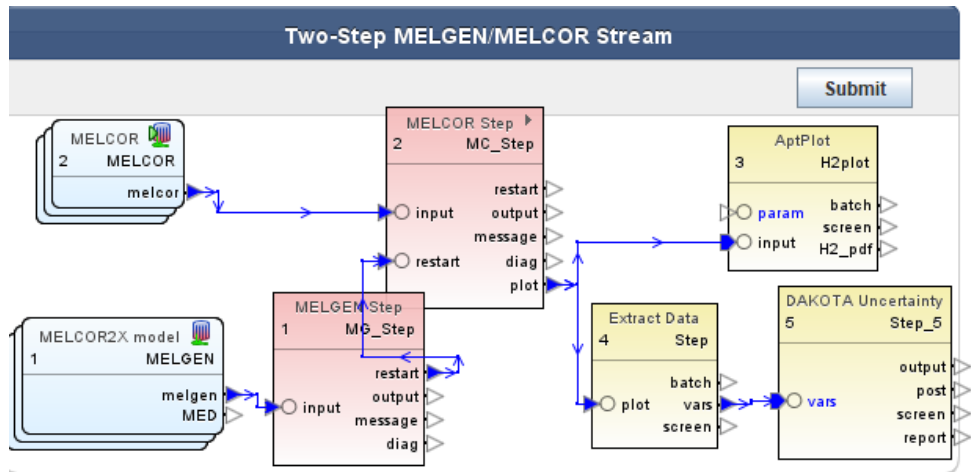 Two-Step MELGEN/MELCOR Stream
Submit
MELCOR
2 MELCOR
melcor
MELCOR Step
2 MC_Step
restart
output
input
message
restart
diag
plot
AptPlot
3 H2plot
batch
param
screen
input
H2_pdf
MELCOR2X model
1 MELGEN
melgen
MED
MELGEN Step
1 MG_Step
restart
output
input
message
diag
Extract Data
4 Step
batch
plot
vars
screen
DAKOTA Uncertainty
5 Step_5
output
post
vars
screen
report